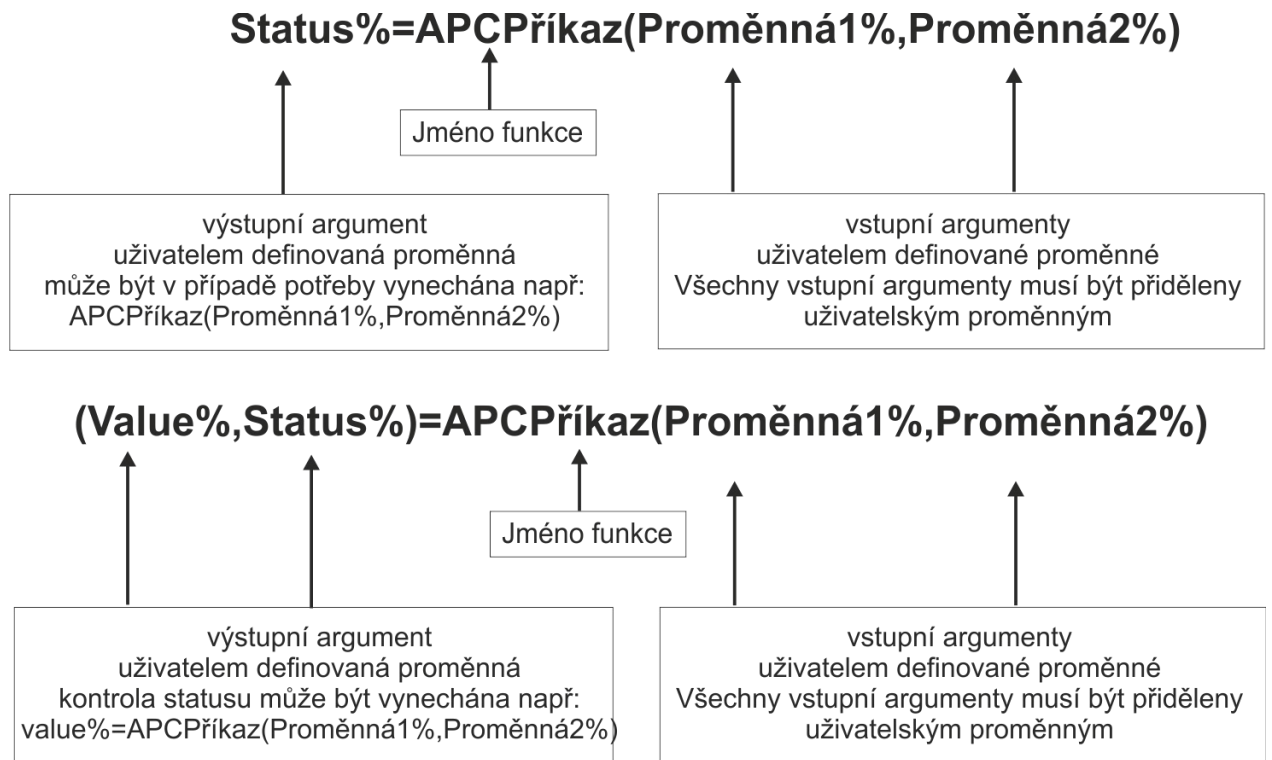 Status%=APCPříkaz(Proměnná1%,Proměnná2%)
Jméno funkce
výstupní argument
uživatelem definovaná proměnná
může být v případě potřeby vynechána např:
APCPříkaz(Proměnná1%,Proměnná2%)
vstupní argumenty
uživatelem definované proměnné
Všechny vstupní argumenty musí být přiděleny
uživatelským proměnným
(Value%,Status%)=APCPříkaz(Proměnná1%,Proměnná2%)
Jméno funkce
výstupní argument
uživatelem definovaná proměnná
kontrola statusu může být vynechána např:
value%=APCPříkaz(Proměnná1%,Proměnná2%)
vstupní argumenty
uživatelem definované proměnné
Všechny vstupní argumenty musí být přiděleny
uživatelským proměnným